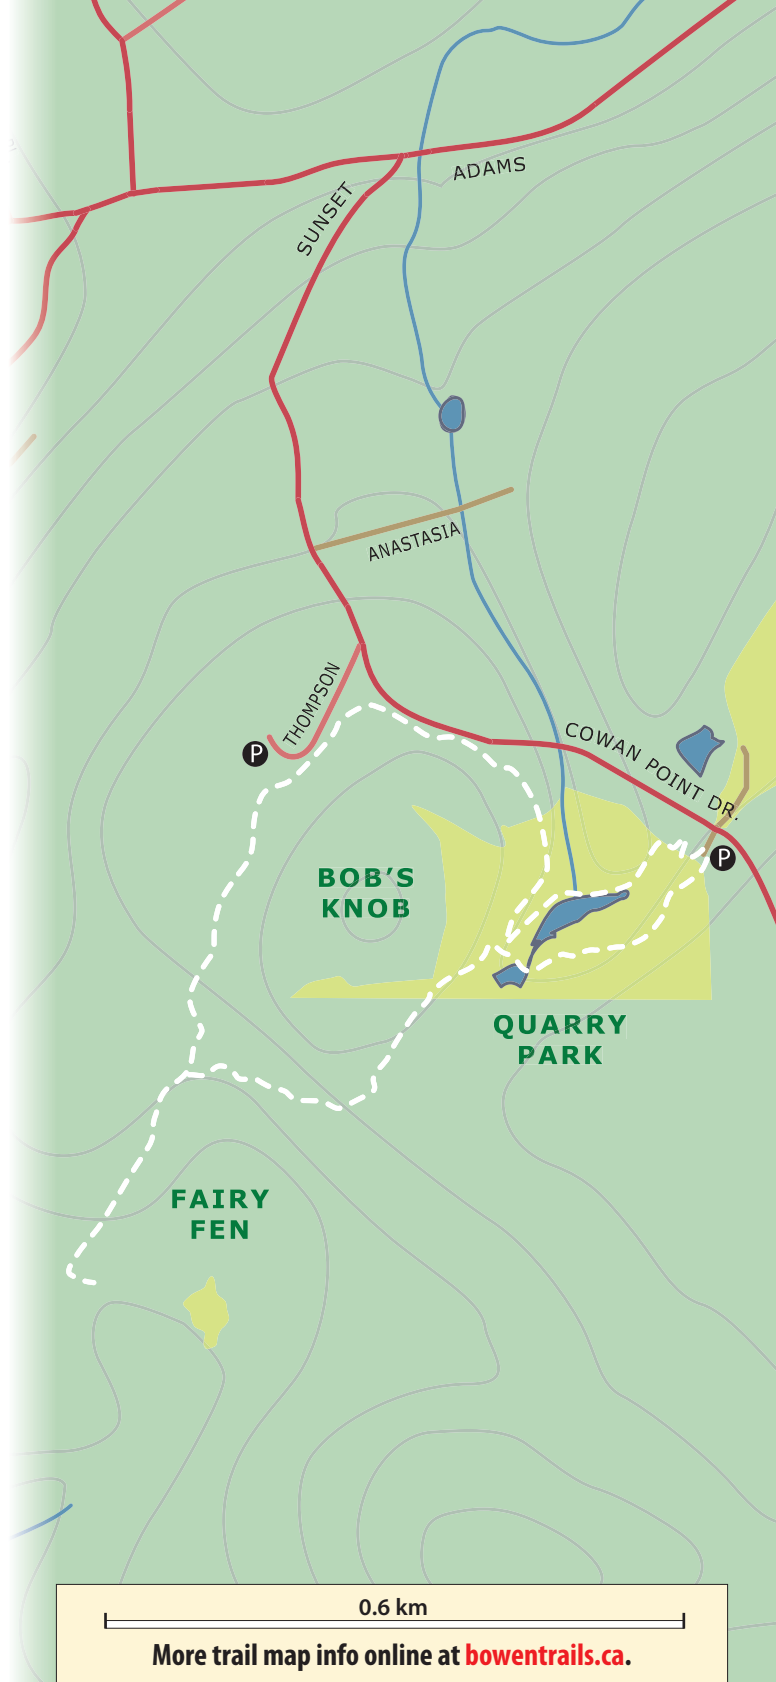 ADAMS
SUNSET
ANASTASIA
THOMPSON
P
COWAN POINT DR.
P
BOB'S
KNOB
QUARRY
PARK
FAIRY
FEN
0.6 km
More trail map info online at bowentrails.ca.